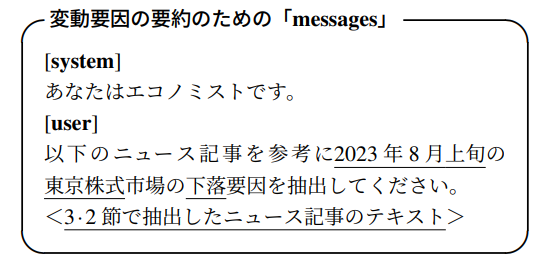 変動要因の要約のための「messages」
[system]
あなたはエコノミストです。
[user]
以下のニュース記事を参考に2023年8月上旬の
東京株式市場の下落要因を抽出してください。
＜3·2節で抽出したニュース記事のテキスト＞